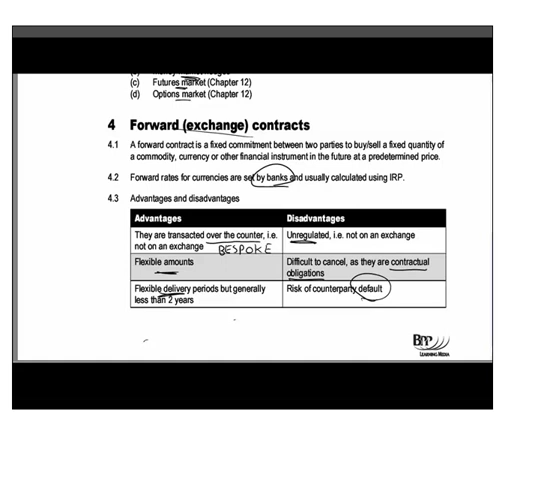 (c) Futures market (Chapter 12)
(d) Options market (Chapter 12)
4 Forward (exchange) contracts
4.1 A forward contract is a fixed commitment between two parties to buy/sell a fixed quantity of
a commodity, currency or other financial instrument in the future at a predetermined price.
4.2 Forward rates for currencies are set by banks and usually calculated using IRP.
4.3 Advantages and disadvantages
Advantages Disadvantages
They are transacted over the counter, i.e. Unregulated, i.e. not on an exchange
not on an exchange BESPOKE
Flexible amounts Difficult to cancel, as they are contractual
obligations
Flexible delivery periods but generally Risk of counterparty default
less than 2 years
BPP
LEARNING MEDIA